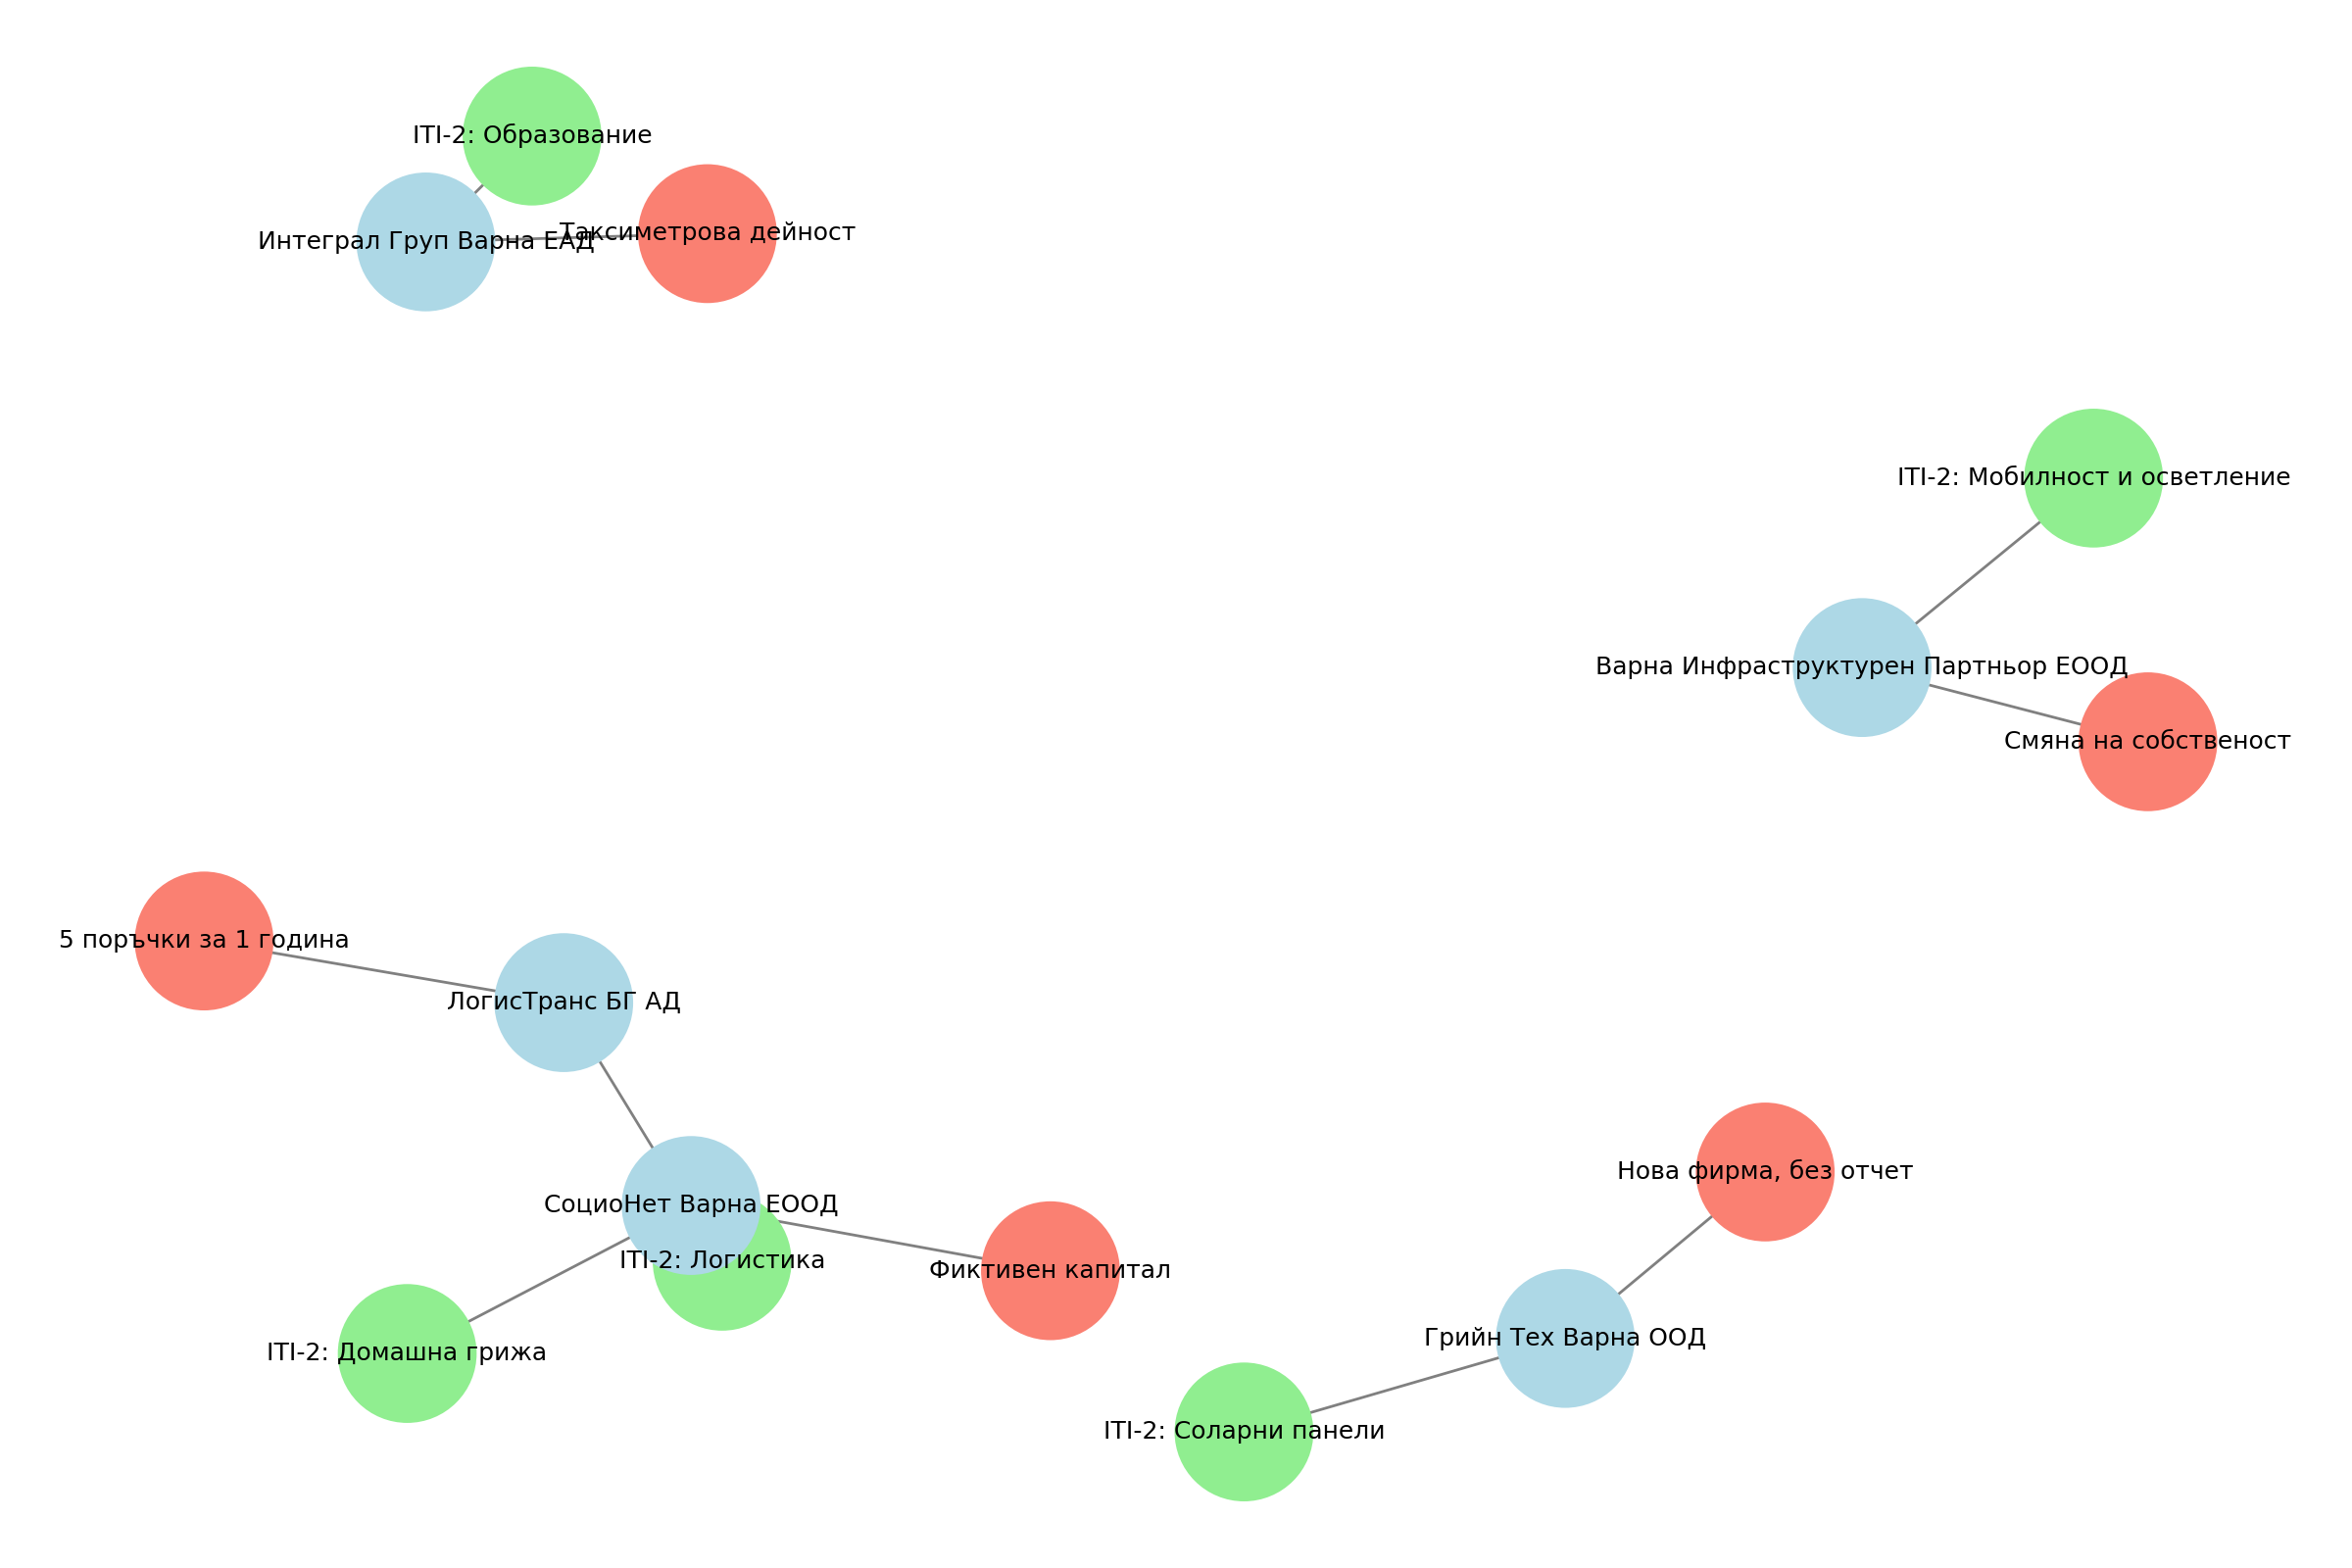 ITI-2: Образование
Таксиметрова дейност
Интеграл Груп Варна ЕАД
ITI-2: Мобилност и осветление
Варна Инфраструктурен Партньор ЕООД
Смяна на собственост
5 поръчки за 1 година
ЛогисТранс БГ АД
Нова фирма, без отчет
СоциоНет Варна ЕООД
ITI-2: Логистика
Фиктивен капитал
Грийн Тех Варна ООД
ITI-2: Домашна грижа
ITI-2: Соларни панели